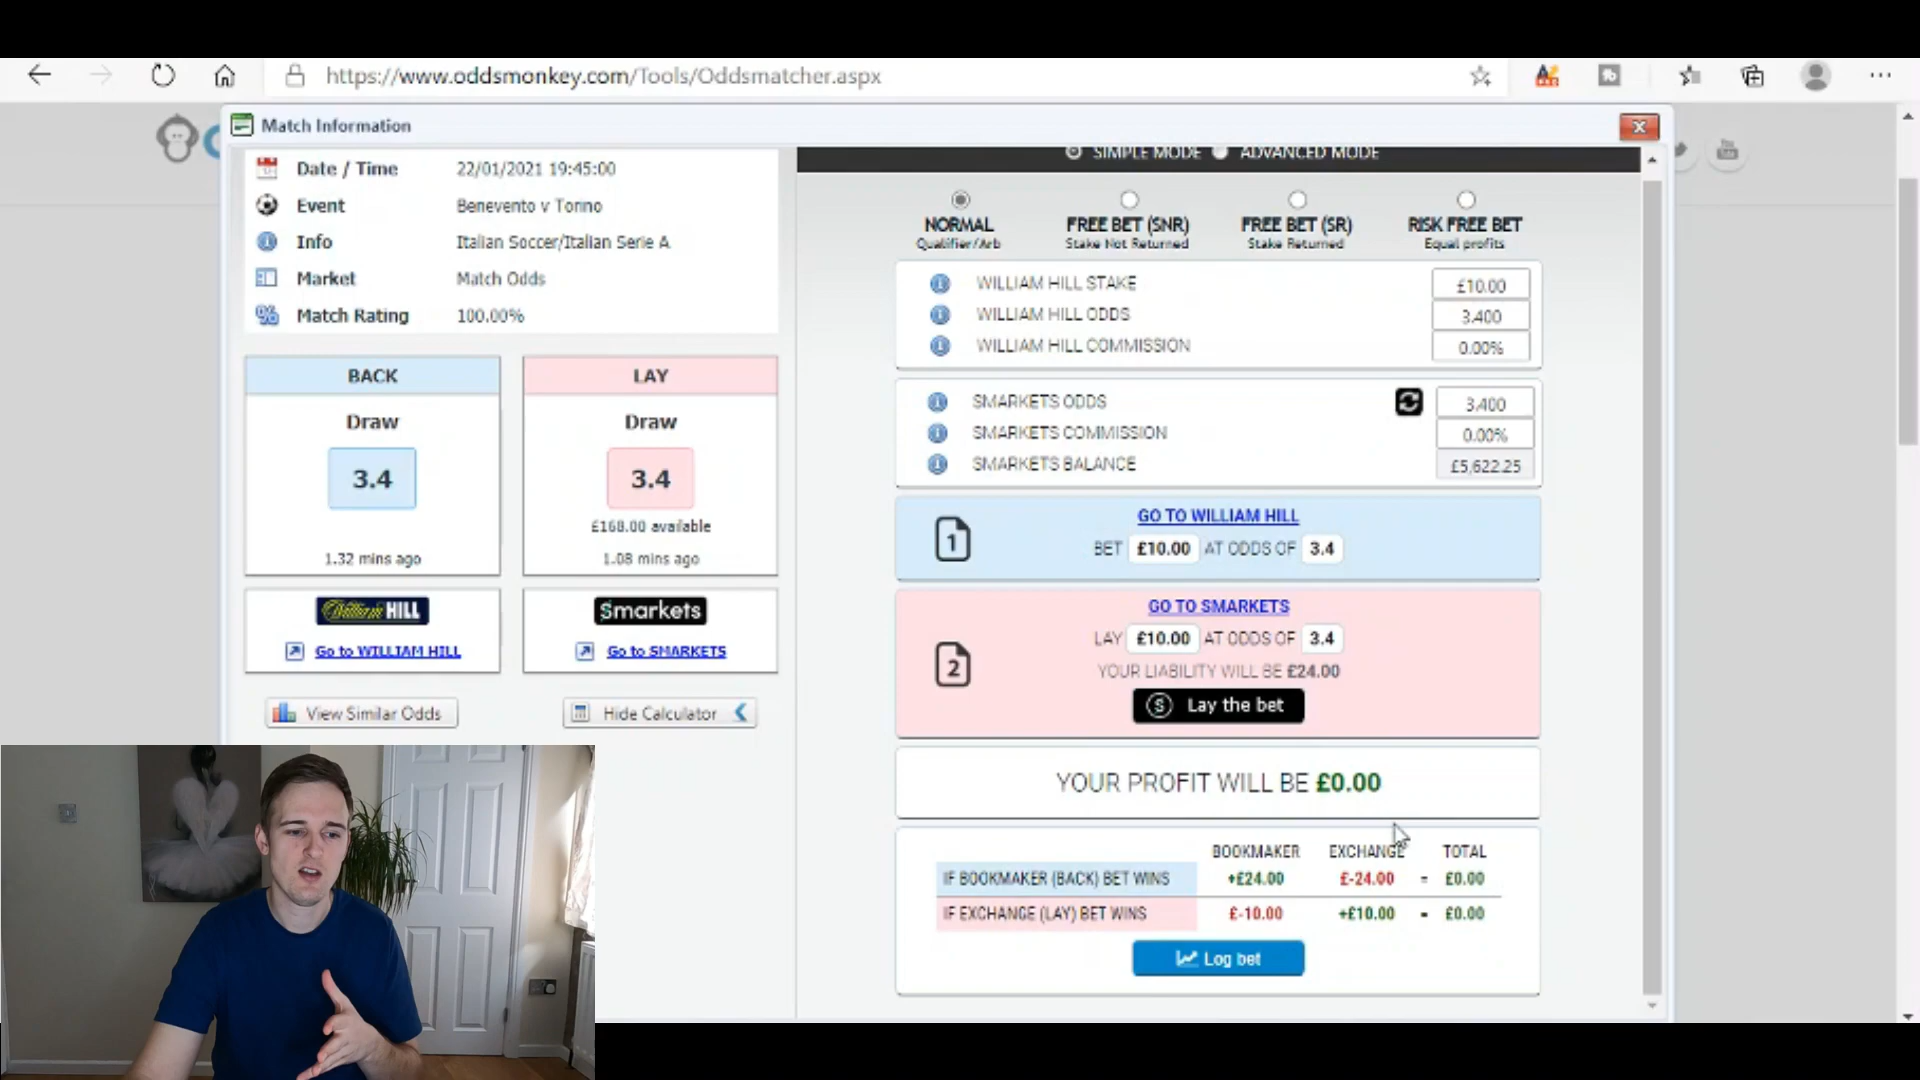 https://www.oddsmonkey.com/Tools/Oddsmatcher.aspx
Match Information
Date / Time 22/01/2021 19:45:00
Event Benevento v Torino
Info Italian Soccer/Italian Serie A
Market Match Odds
Match Rating 100.00%
BACK
Draw
3.4
1.32 mins ago
William HILL
Go to WILLIAM HILL
LAY
Draw
3.4
£168.00 available
1.08 mins ago
Smarkets
Go to SMARKETS
View Similar Odds
Hide Calculator
SIMPLE MODE ADVANCED MODE
NORMAL
Qualifier/Arb
FREE BET (SNR)
Stake Not Returned
FREE BET (SR)
Stake Returned
RISK FREE BET
Equal profits
WILLIAM HILL STAKE £10.00
WILLIAM HILL ODDS 3.400
WILLIAM HILL COMMISSION 0.00%
SMARKETS ODDS 3.400
SMARKETS COMMISSION 0.00%
SMARKETS BALANCE £5,622.25
1
GO TO WILLIAM HILL
BET £10.00 AT ODDS OF 3.4
2
GO TO SMARKETS
LAY £10.00 AT ODDS OF 3.4
YOUR LIABILITY WILL BE £24.00
S Lay the bet
YOUR PROFIT WILL BE £0.00
BOOKMAKER EXCHANGE TOTAL
IF BOOKMAKER (BACK) BET WINS +£24.00 £-24.00 = £0.00
IF EXCHANGE (LAY) BET WINS £-10.00 +£10.00 = £0.00
Log bet